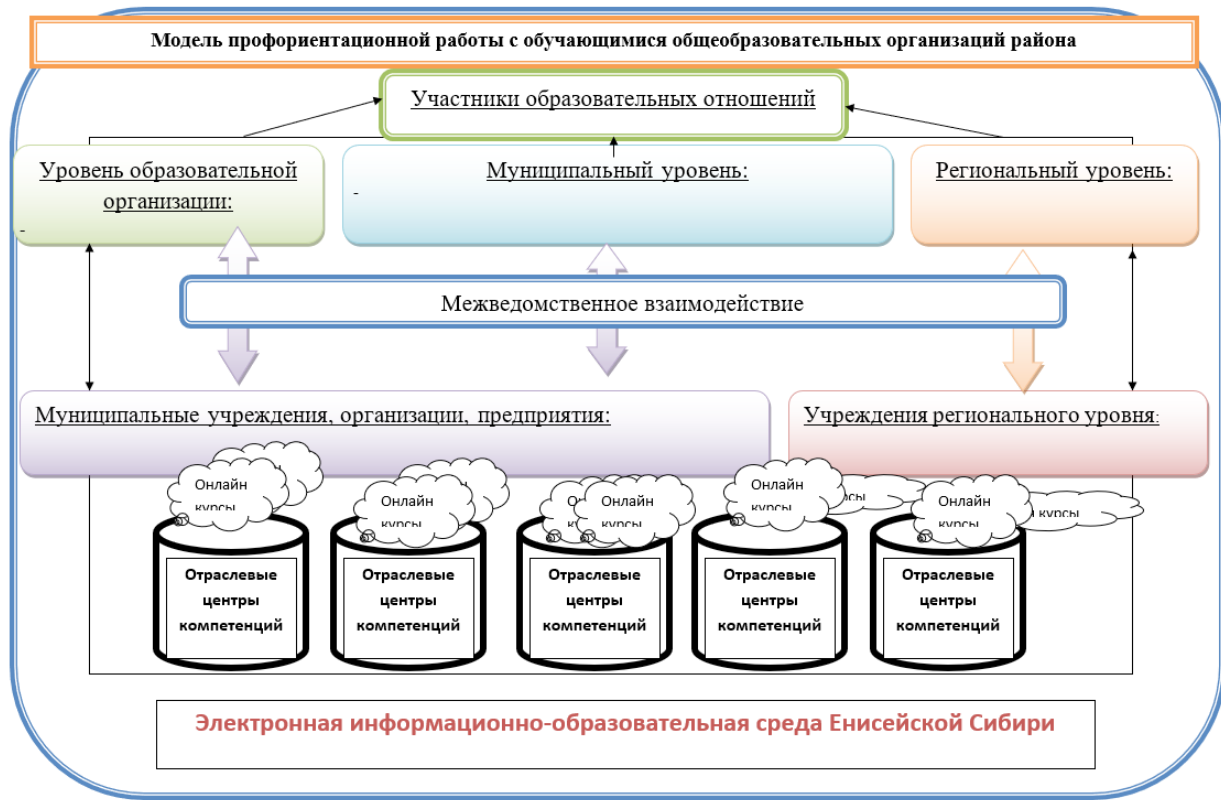 Модель профориентационной работы с обучающимися общеобразовательных организаций района
Участники образовательных отношений
Уровень образовательной
организации:
-
Муниципальный уровень:
-
Региональный уровень:
Межведомственное взаимодействие
Муниципальные учреждения, организации, предприятия:
Учреждения регионального уровня:
Онлайн
курсы
Онлайн
курсы
Онлайн
курсы
Онлайн
курсы
Онлайн
курсы
курсы
Отраслевые
центры
компетенций
Отраслевые
центры
компетенций
Отраслевые
центры
компетенций
Отраслевые
центры
компетенций
Отраслевые
центры
компетенций
Электронная информационно-образовательная среда Енисейской Сибири